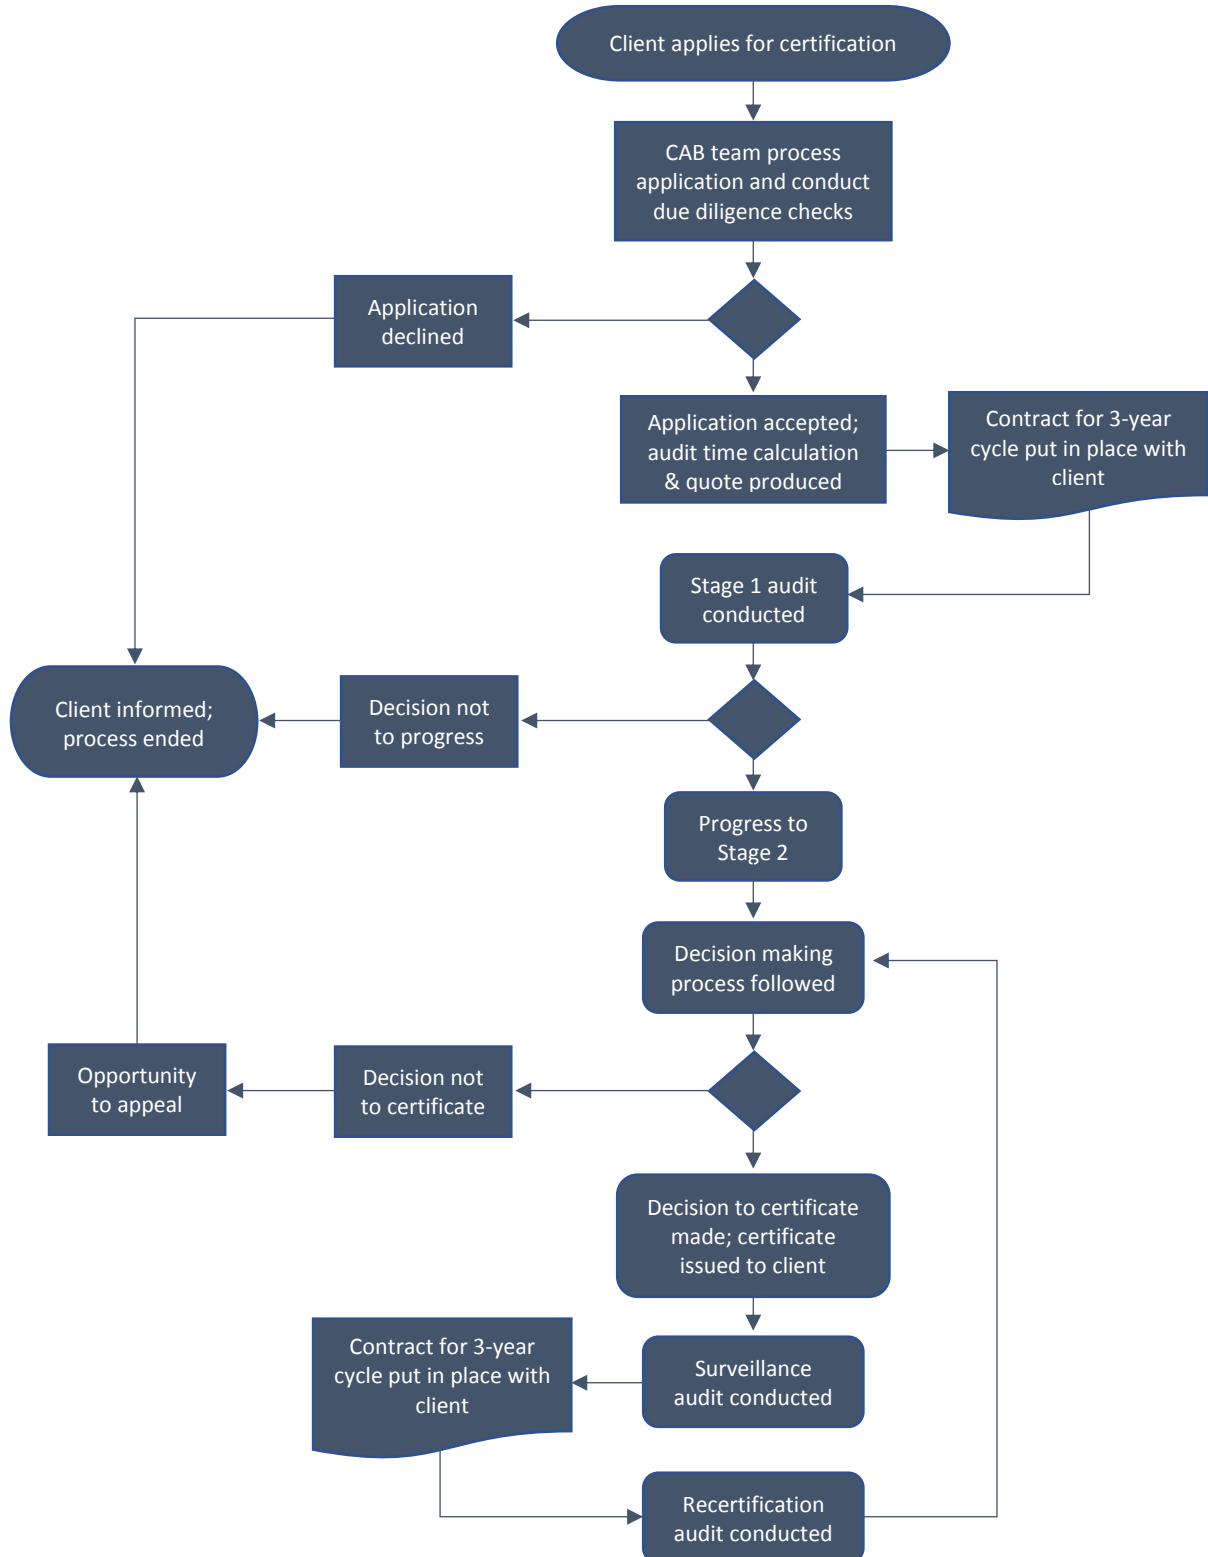 Client applies for certification
CAB team process
application and conduct
due diligence checks
Application
declined
Application accepted;
audit time calculation
& quote produced
Contract for 3-year
cycle put in place with
client
Stage 1 audit
conducted
Client informed;
process ended
Decision not
to progress
Progress to
Stage 2
Decision making
process followed
Opportunity
to appeal
Decision not
to certificate
Decision to certificate
made; certificate
issued to client
Contract for 3-year
cycle put in place with
client
Surveillance
audit conducted
Recertification
audit conducted